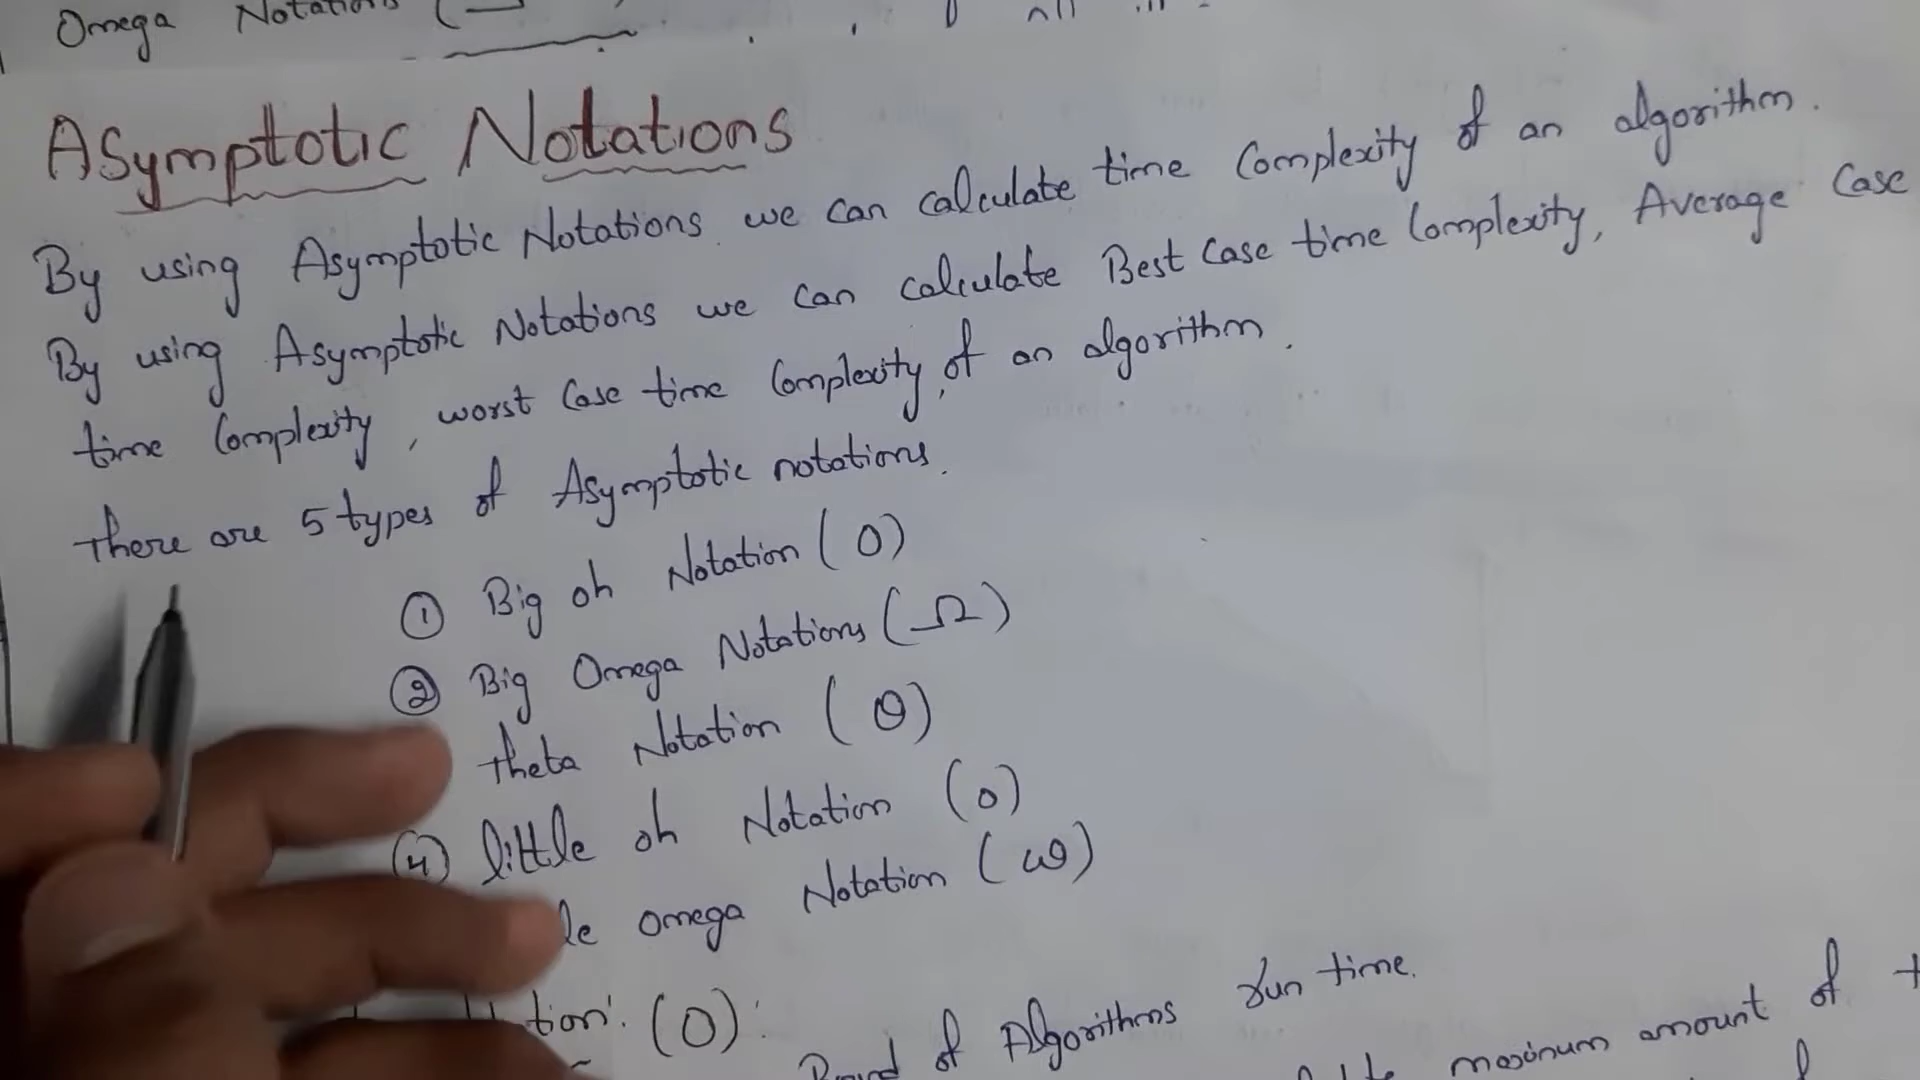 Omega Notations (
Asymptotic Notations
By using Asymptotic Notations we can calculate time Complexity of an algorithm.
By using Asymptotic Notations we can calculate Best Case time Complexity, Average Case
time Complexity, worst Case time Complexity of an algorithm.
there are 5 types of Asymptotic notations.
① Big oh Notation (O)
② Big Omega Notations (Ω)
theta Notation (θ)
④ little oh Notation (o)
le omega Notation (ω)
tion: (O):
Bound of Algorithms run time.
maximum amount of t